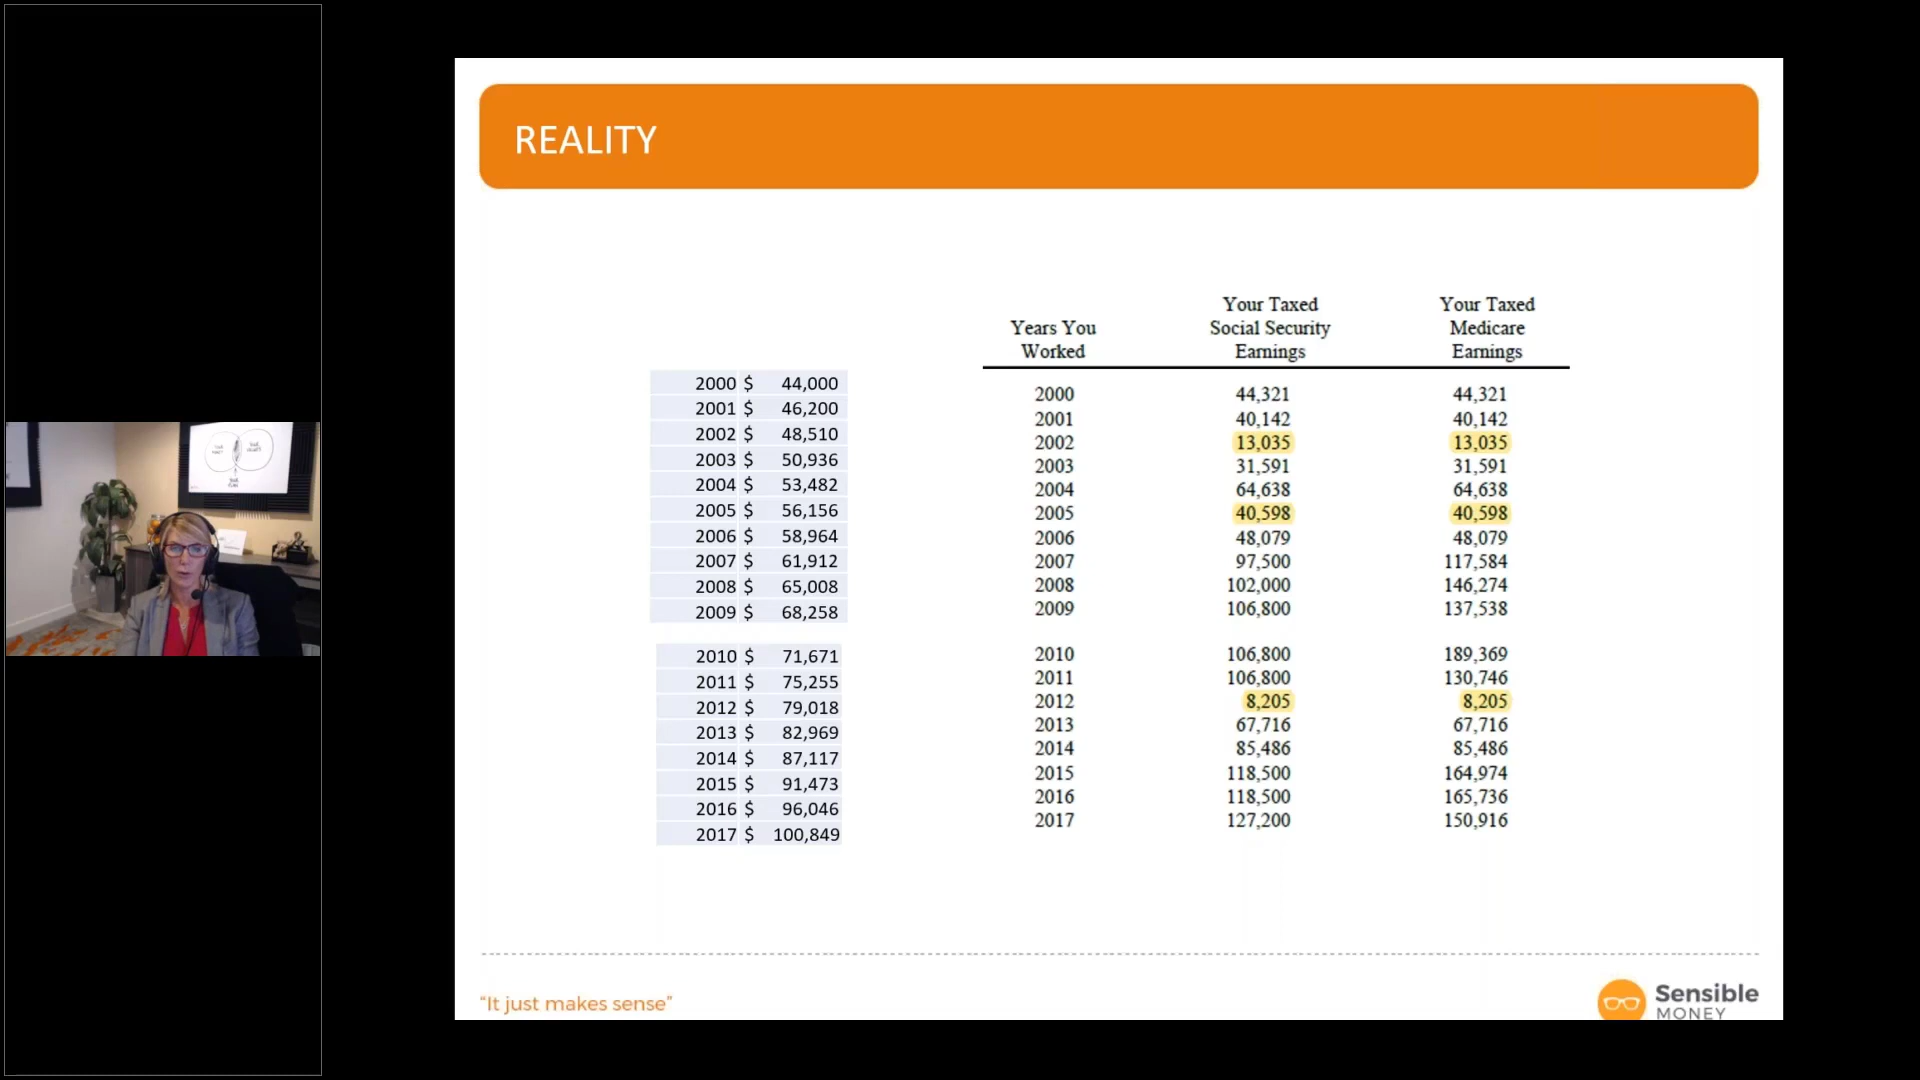 REALITY
2000 $ 44,000
2001 $ 46,200
2002 $ 48,510
2003 $ 50,936
2004 $ 53,482
2005 $ 56,156
2006 $ 58,964
2007 $ 61,912
2008 $ 65,008
2009 $ 68,258
2010 $ 71,671
2011 $ 75,255
2012 $ 79,018
2013 $ 82,969
2014 $ 87,117
2015 $ 91,473
2016 $ 96,046
2017 $ 100,849
Your Taxed Your Taxed
Years You Social Security Medicare
Worked Earnings Earnings
2000 44,321 44,321
2001 40,142 40,142
2002 13,035 13,035
2003 31,591 31,591
2004 64,638 64,638
2005 40,598 40,598
2006 48,079 48,079
2007 97,500 117,584
2008 102,000 146,274
2009 106,800 137,538
2010 106,800 189,369
2011 106,800 130,746
2012 8,205 8,205
2013 67,716 67,716
2014 85,486 85,486
2015 118,500 164,974
2016 118,500 165,736
2017 127,200 150,916
“It just makes sense”
Sensible
MONEY